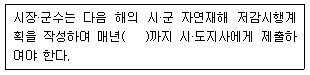 시장·군수는 다음 해의 시·군 자연재해 저감시행계
획을 작성하여 매년(   )까지 시·도지사에게 제출하
여야 한다.